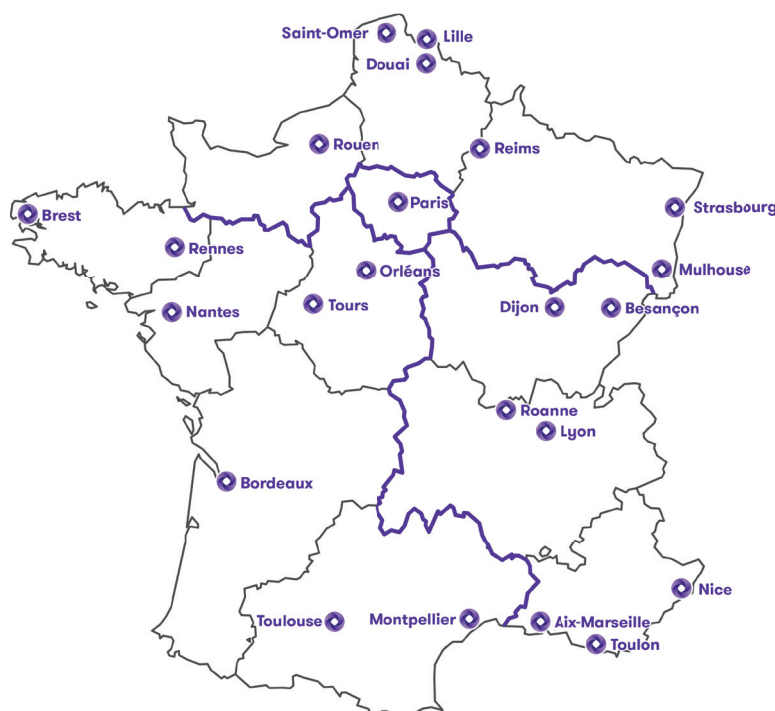 Saint-Omer
Lille
Douai
Rouen
Reims
Paris
Strasbourg
Brest
Rennes
Orléans
Mulhouse
Nantes
Tours
Dijon
Besançon
Roanne
Lyon
Bordeaux
Nice
Toulouse
Montpellier
Aix-Marseille
Toulon